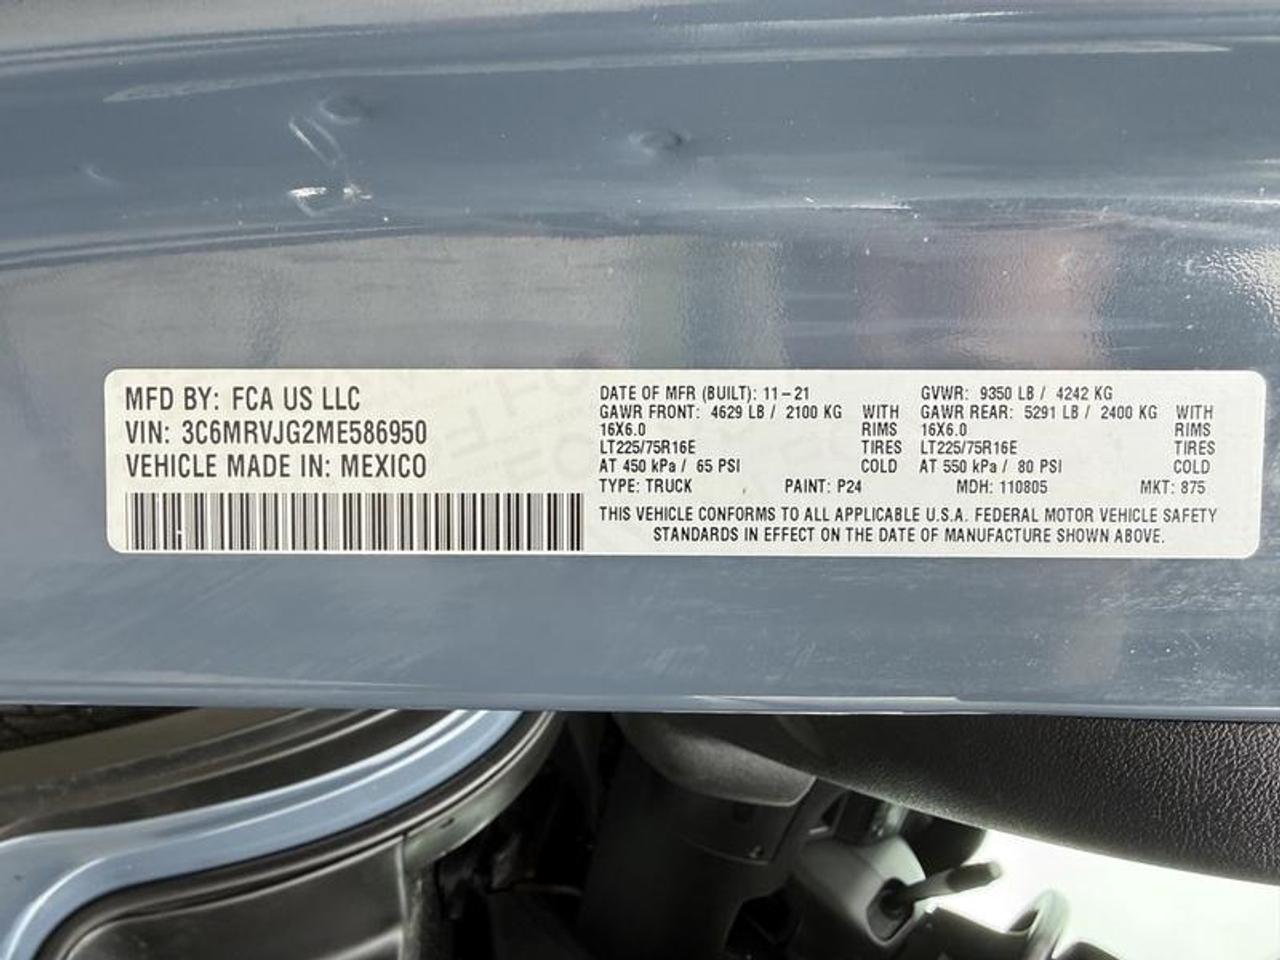 MFD BY: FCA US LLC
VIN: 3C6MRVJG2ME586950
VEHICLE MADE IN: MEXICO
DATE OF MFR (BUILT): 11-21 GVWR: 9350 LB / 4242 KG
GAWR FRONT: 4629 LB / 2100 KG WITH GAWR REAR: 5291 LB / 2400 KG WITH
16X6.0 RIMS 16X6.0 RIMS
LT225/75R16E TIRES LT225/75R16E TIRES
AT 450 kPa / 65 PSI COLD AT 550 kPa / 80 PSI COLD
TYPE: TRUCK PAINT: P24 MDH: 110805 MKT: 875
THIS VEHICLE CONFORMS TO ALL APPLICABLE U.S.A. FEDERAL MOTOR VEHICLE SAFETY
STANDARDS IN EFFECT ON THE DATE OF MANUFACTURE SHOWN ABOVE.